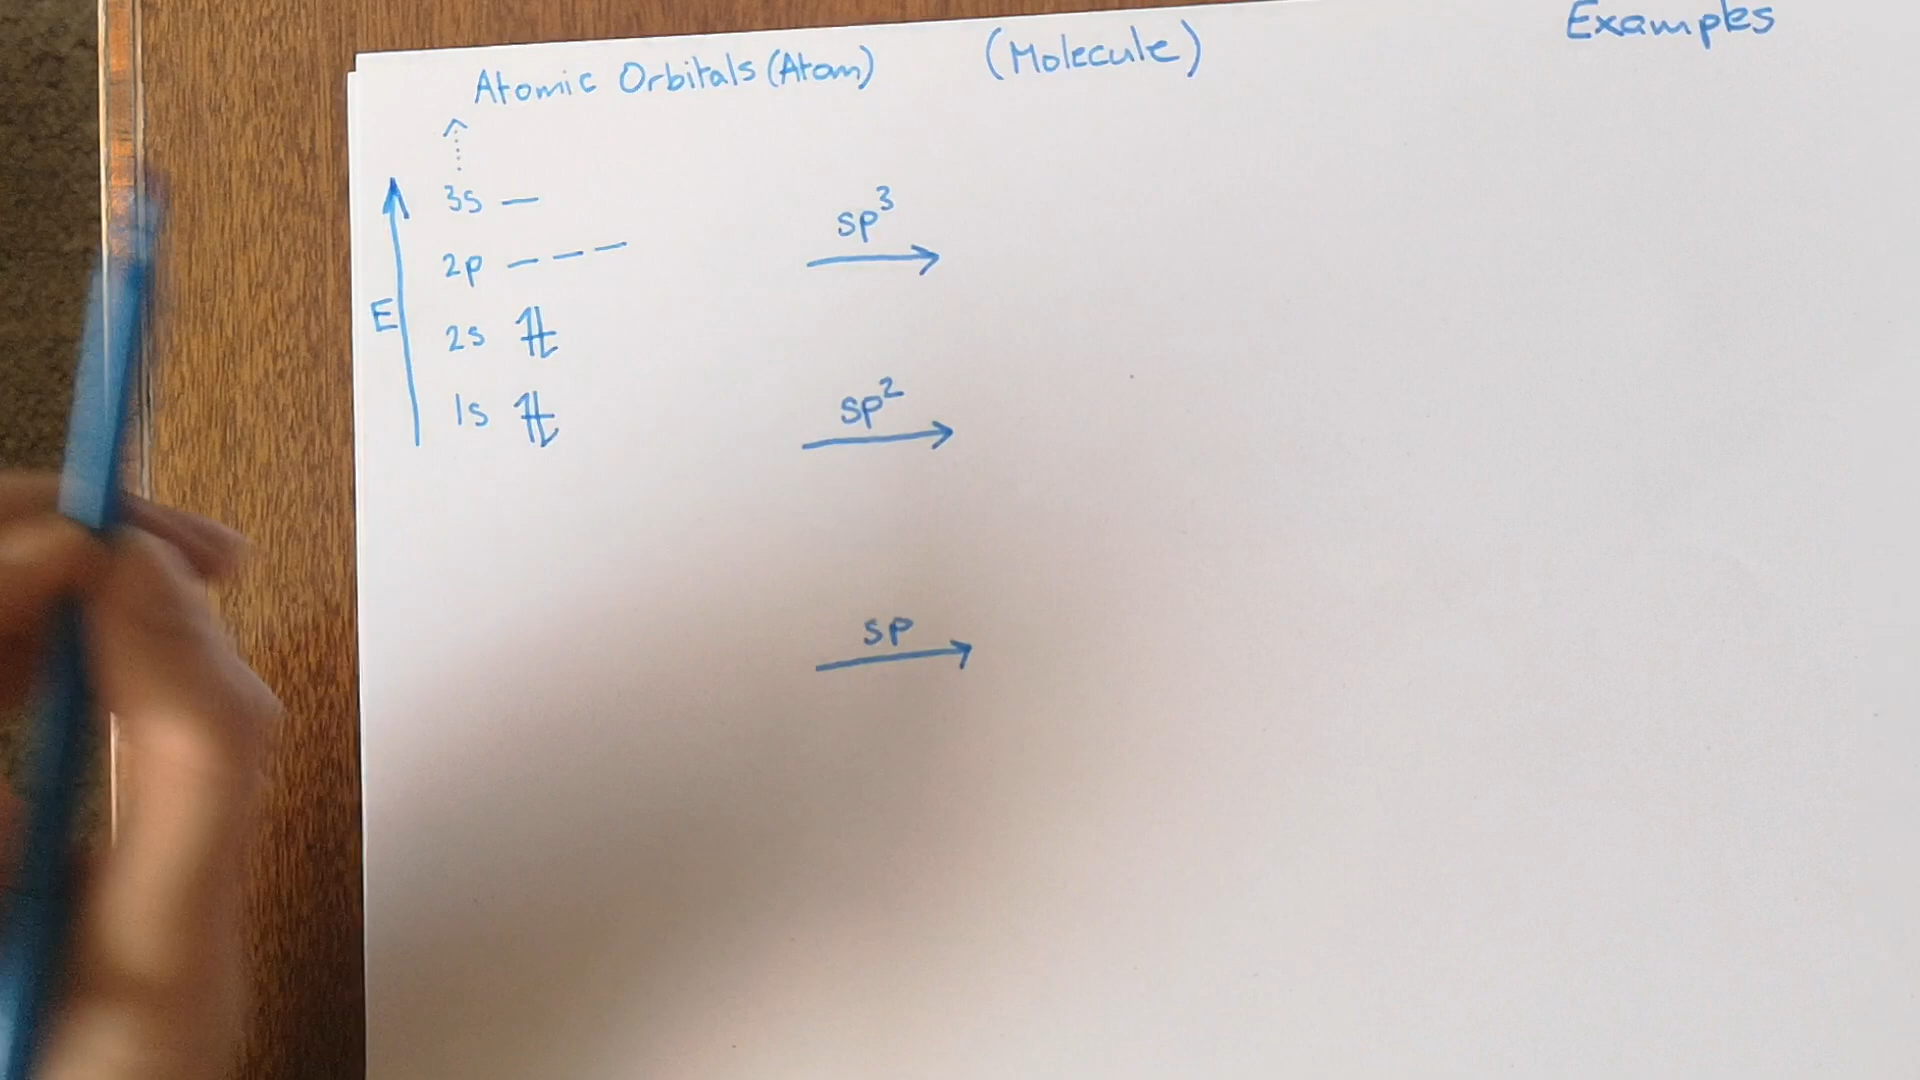 Atomic Orbitals (Atom) (Molecule) Examples
3s
2p
2s
1s
E
sp³
sp²
sp